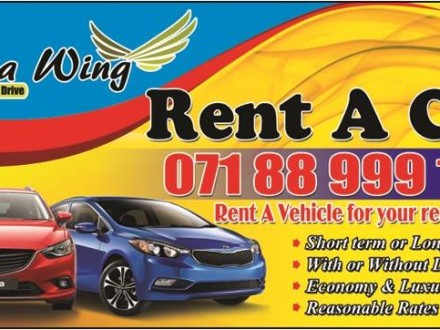 a Wing
Drive
Rent A C
071 88 999
Rent A Vehicle for your re
Short term or Lon
With or Without
Economy & Luxu
Reasonable Rates